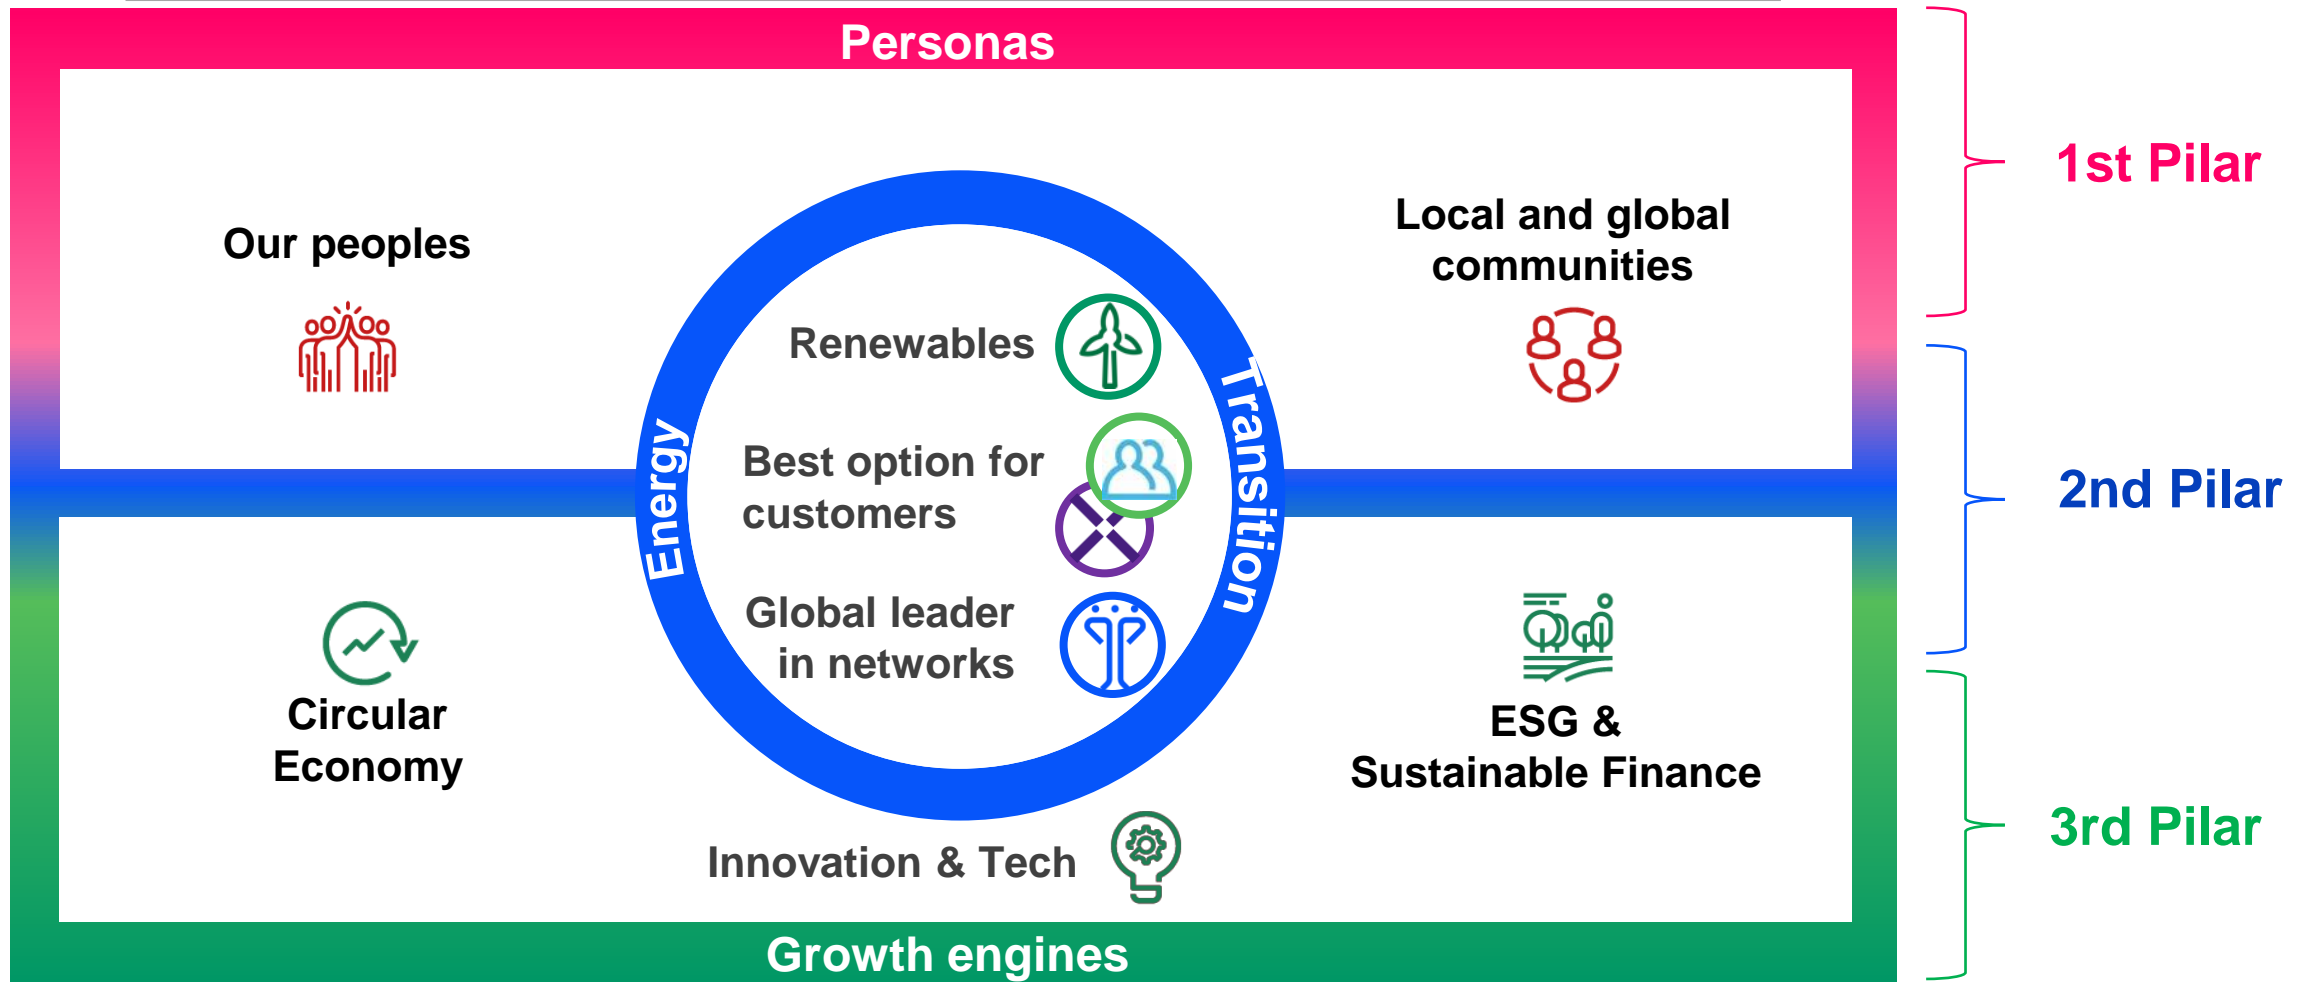 Personas
1st Pilar
Our peoples
Local and global
communities
Energy
Transition
Renewables
Best option for
customers
Global leader
in networks
2nd Pilar
Circular
Economy
ESG &
Sustainable Finance
Innovation & Tech
3rd Pilar
Growth engines